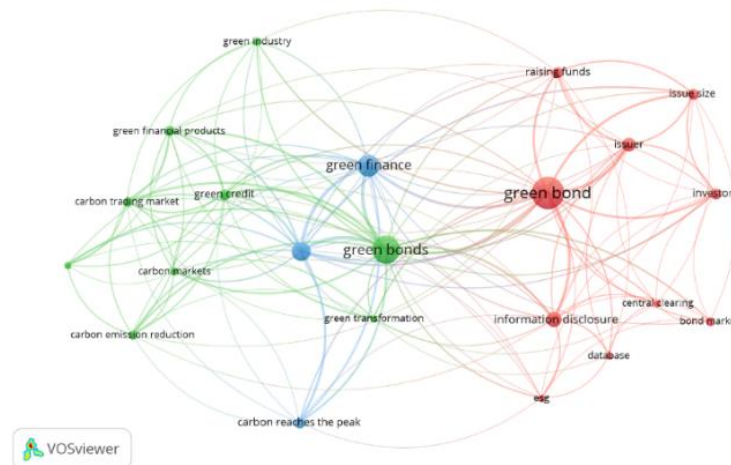 green industry
raising funds
issue size
green financial products
issuer
green finance
green credit
green bond
investor
carbon trading market
green bonds
carbon markets
central clearing
green transformation
information disclosure
bond marke
carbon emission reduction
database
esg
carbon reaches the peak
VOSviewer